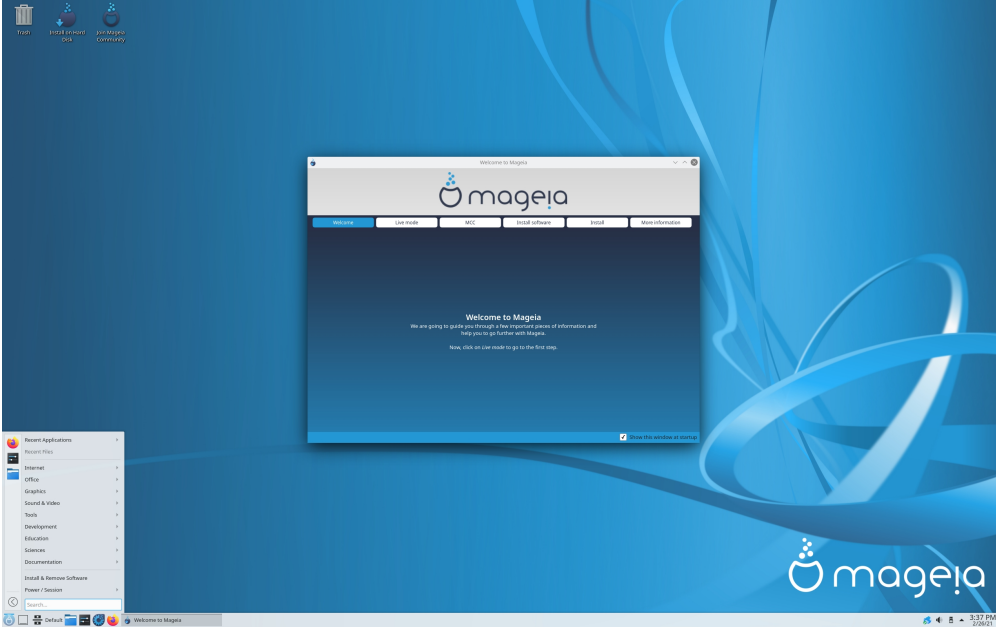 Trash
Install on Hard
Disk
Join Mageia
Community
Welcome to Mageia
mageia
Welcome
Live mode
MCC
Install software
Install
More information
Welcome to Mageia
We are going to guide you through a few important pieces of information and
help you to go further with Mageia.
Now, click on Live mode to go to the first step.
Show this window at startup
Recent Applications
Recent Files
Internet
Office
Graphics
Sound & Video
Tools
Development
Education
Sciences
Documentation
Install & Remove Software
Power / Session
Search...
mageia
Default
Welcome to Mageia
3:37 PM
2/26/21